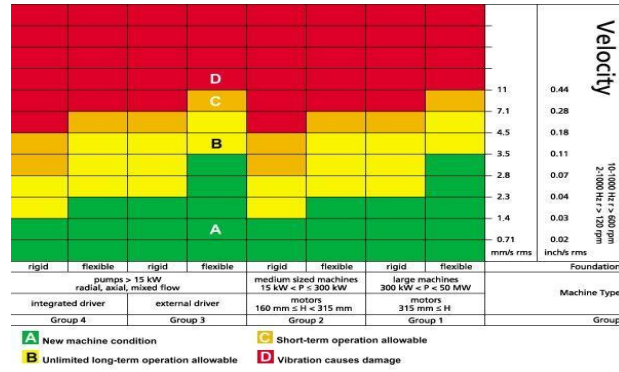 D
C
B
A
11 0.44
7.1 0.28
4.5 0.18
3.5 0.11
2.8 0.07
2.3 0.04
1.4 0.03
0.71 0.02
mm/s rms inch/s rms
Velocity
10-1000 Hz r > 600 rpm
2-1000 Hz r > 120 rpm
rigid flexible rigid flexible rigid flexible rigid flexible Foundation
pumps > 15 kW
radial, axial, mixed flow
medium sized machines
15 kW < P ≤ 300 kW
large machines
300 kW < P < 50 MW
Machine Type
integrated driver external driver
motors
160 mm ≤ H < 315 mm
motors
315 mm ≤ H
Group 4 Group 3 Group 2 Group 1 Group
A New machine condition
B Unlimited long-term operation allowable
C Short-term operation allowable
D Vibration causes damage